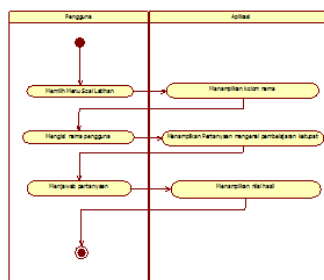 Pengguna
Aplikasi
Memilih Menu Soal Latihan
Menampilkan kolom nama
Mengisi nama pengguna
Menampilkan Pertanyaan mengenai pembelajaran ketupat
Menjawab pertanyaan
Menampilkan nilai hasil